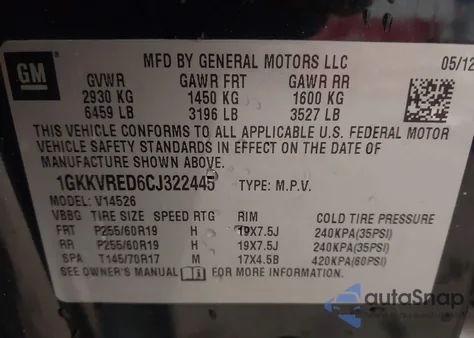 GM
MFD BY GENERAL MOTORS LLC 05/12
GVWR GAWR FRT GAWR RR
2930 KG 1450 KG 1600 KG
6459 LB 3196 LB 3527 LB
THIS VEHICLE CONFORMS TO ALL APPLICABLE U.S. FEDERAL MOTOR
VEHICLE SAFETY STANDARDS IN EFFECT ON THE DATE OF
MANUFACTURE SHOWN ABOVE.
1GKKVRED6CJ322445 TYPE: M.P.V.
MODEL: V14526
VBBG TIRE SIZE SPEED RTG RIM COLD TIRE PRESSURE
FRT P255/60R19 H 19X7.5J 240KPA(35PSI)
RR P255/60R19 H 19X7.5J 240KPA(35PSI)
SPA T145/70R17 M 17X4.5B 420KPA(60PSI)
SEE OWNER'S MANUAL FOR MORE INFORMATION.
autoSnap